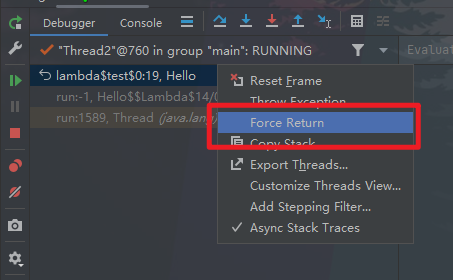 Debugger
Console
"Thread2"@760 in group "main": RUNNING
Evalua
lambda$test$0:19, Hello
run:-1, Hello$$Lambda$14/0
run:1589, Thread (java.lang)
Reset Frame
Throw Exception
Force Return
Copy Stack
Export Threads...
Customize Threads View...
Add Stepping Filter...
Async Stack Traces